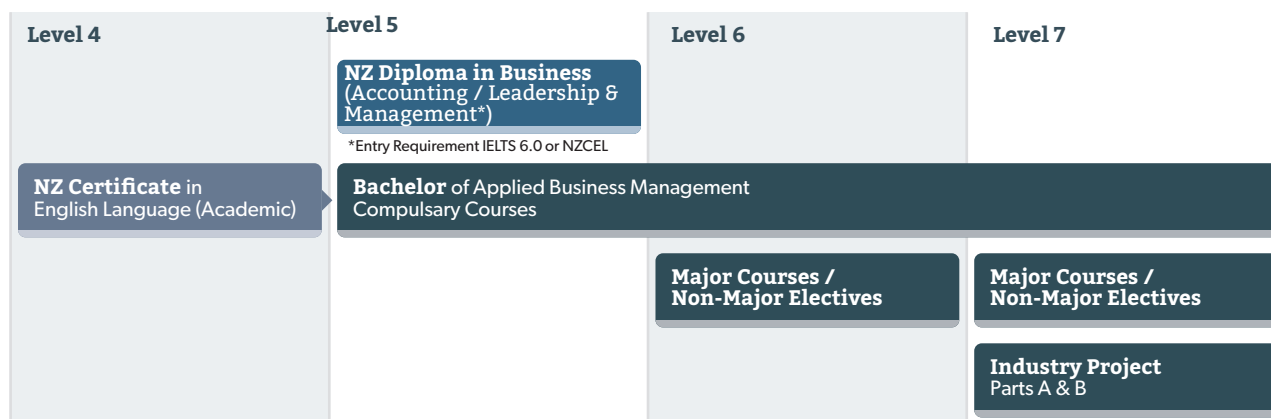 Level 4
Level 5
Level 6
Level 7
NZ Diploma in Business
(Accounting / Leadership &
Management*)
*Entry Requirement IELTS 6.0 or NZCEL
NZ Certificate in
English Language (Academic)
Bachelor of Applied Business Management
Compulsary Courses
Major Courses /
Non-Major Electives
Major Courses /
Non-Major Electives
Industry Project
Parts A & B